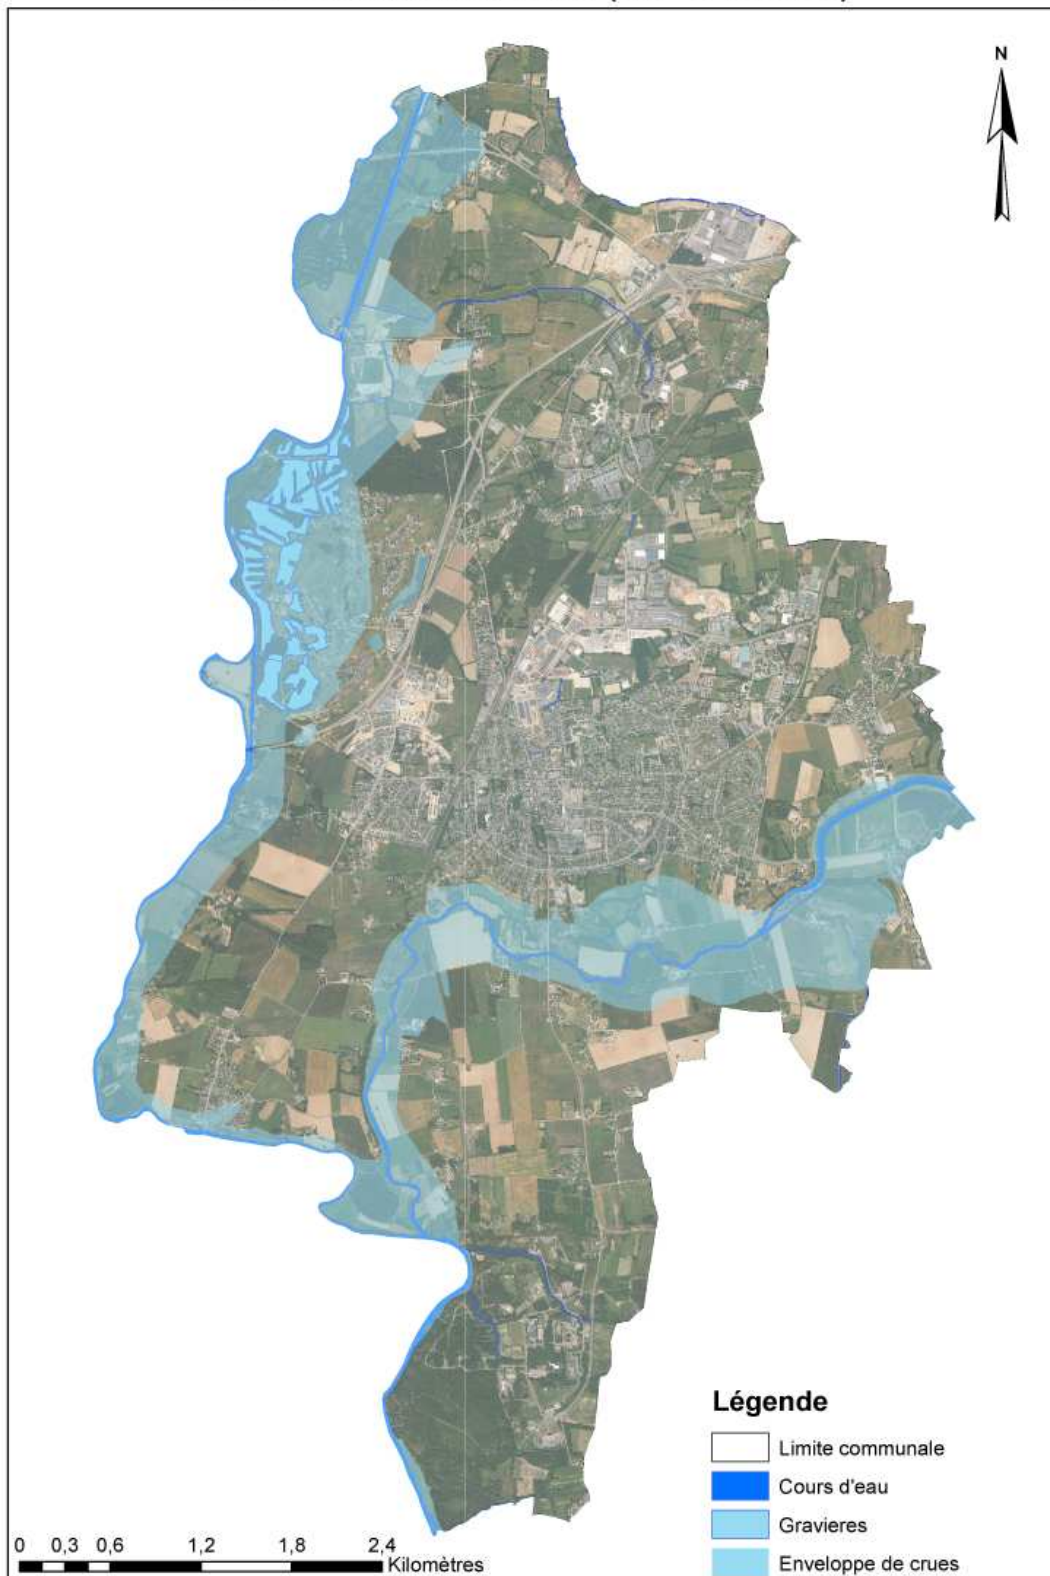 N
Légende
Limite communale
Cours d'eau
Gravieres
Enveloppe de crues
0 0,3 0,6 1,2 1,8 2,4
Kilomètres